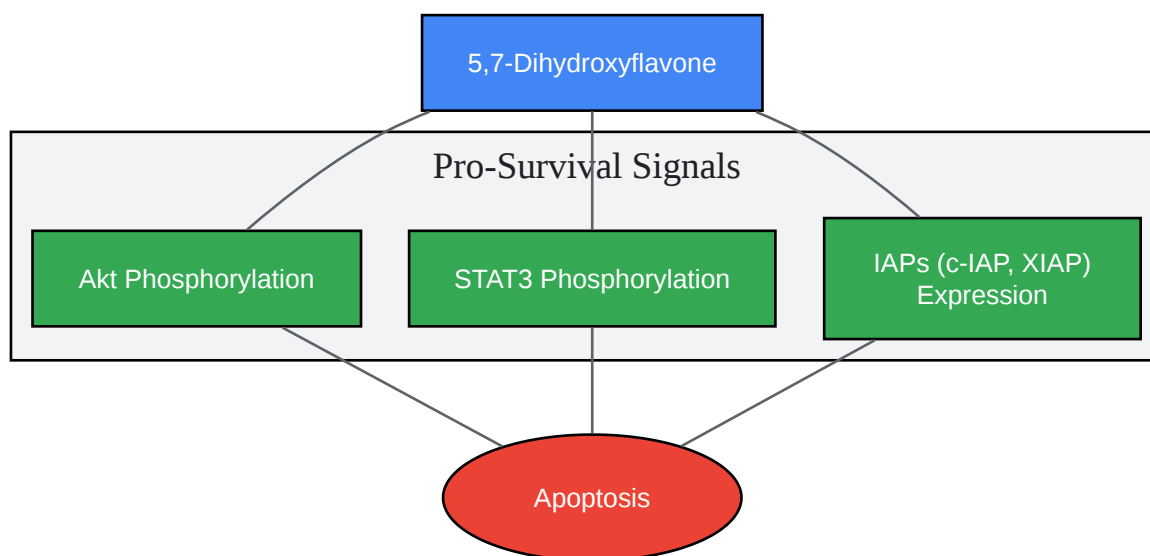 5,7-Dihydroxyflavone
Pro-Survival Signals
Akt Phosphorylation
STAT3 Phosphorylation
IAPs (c-IAP, XIAP)
Expression
Apoptosis